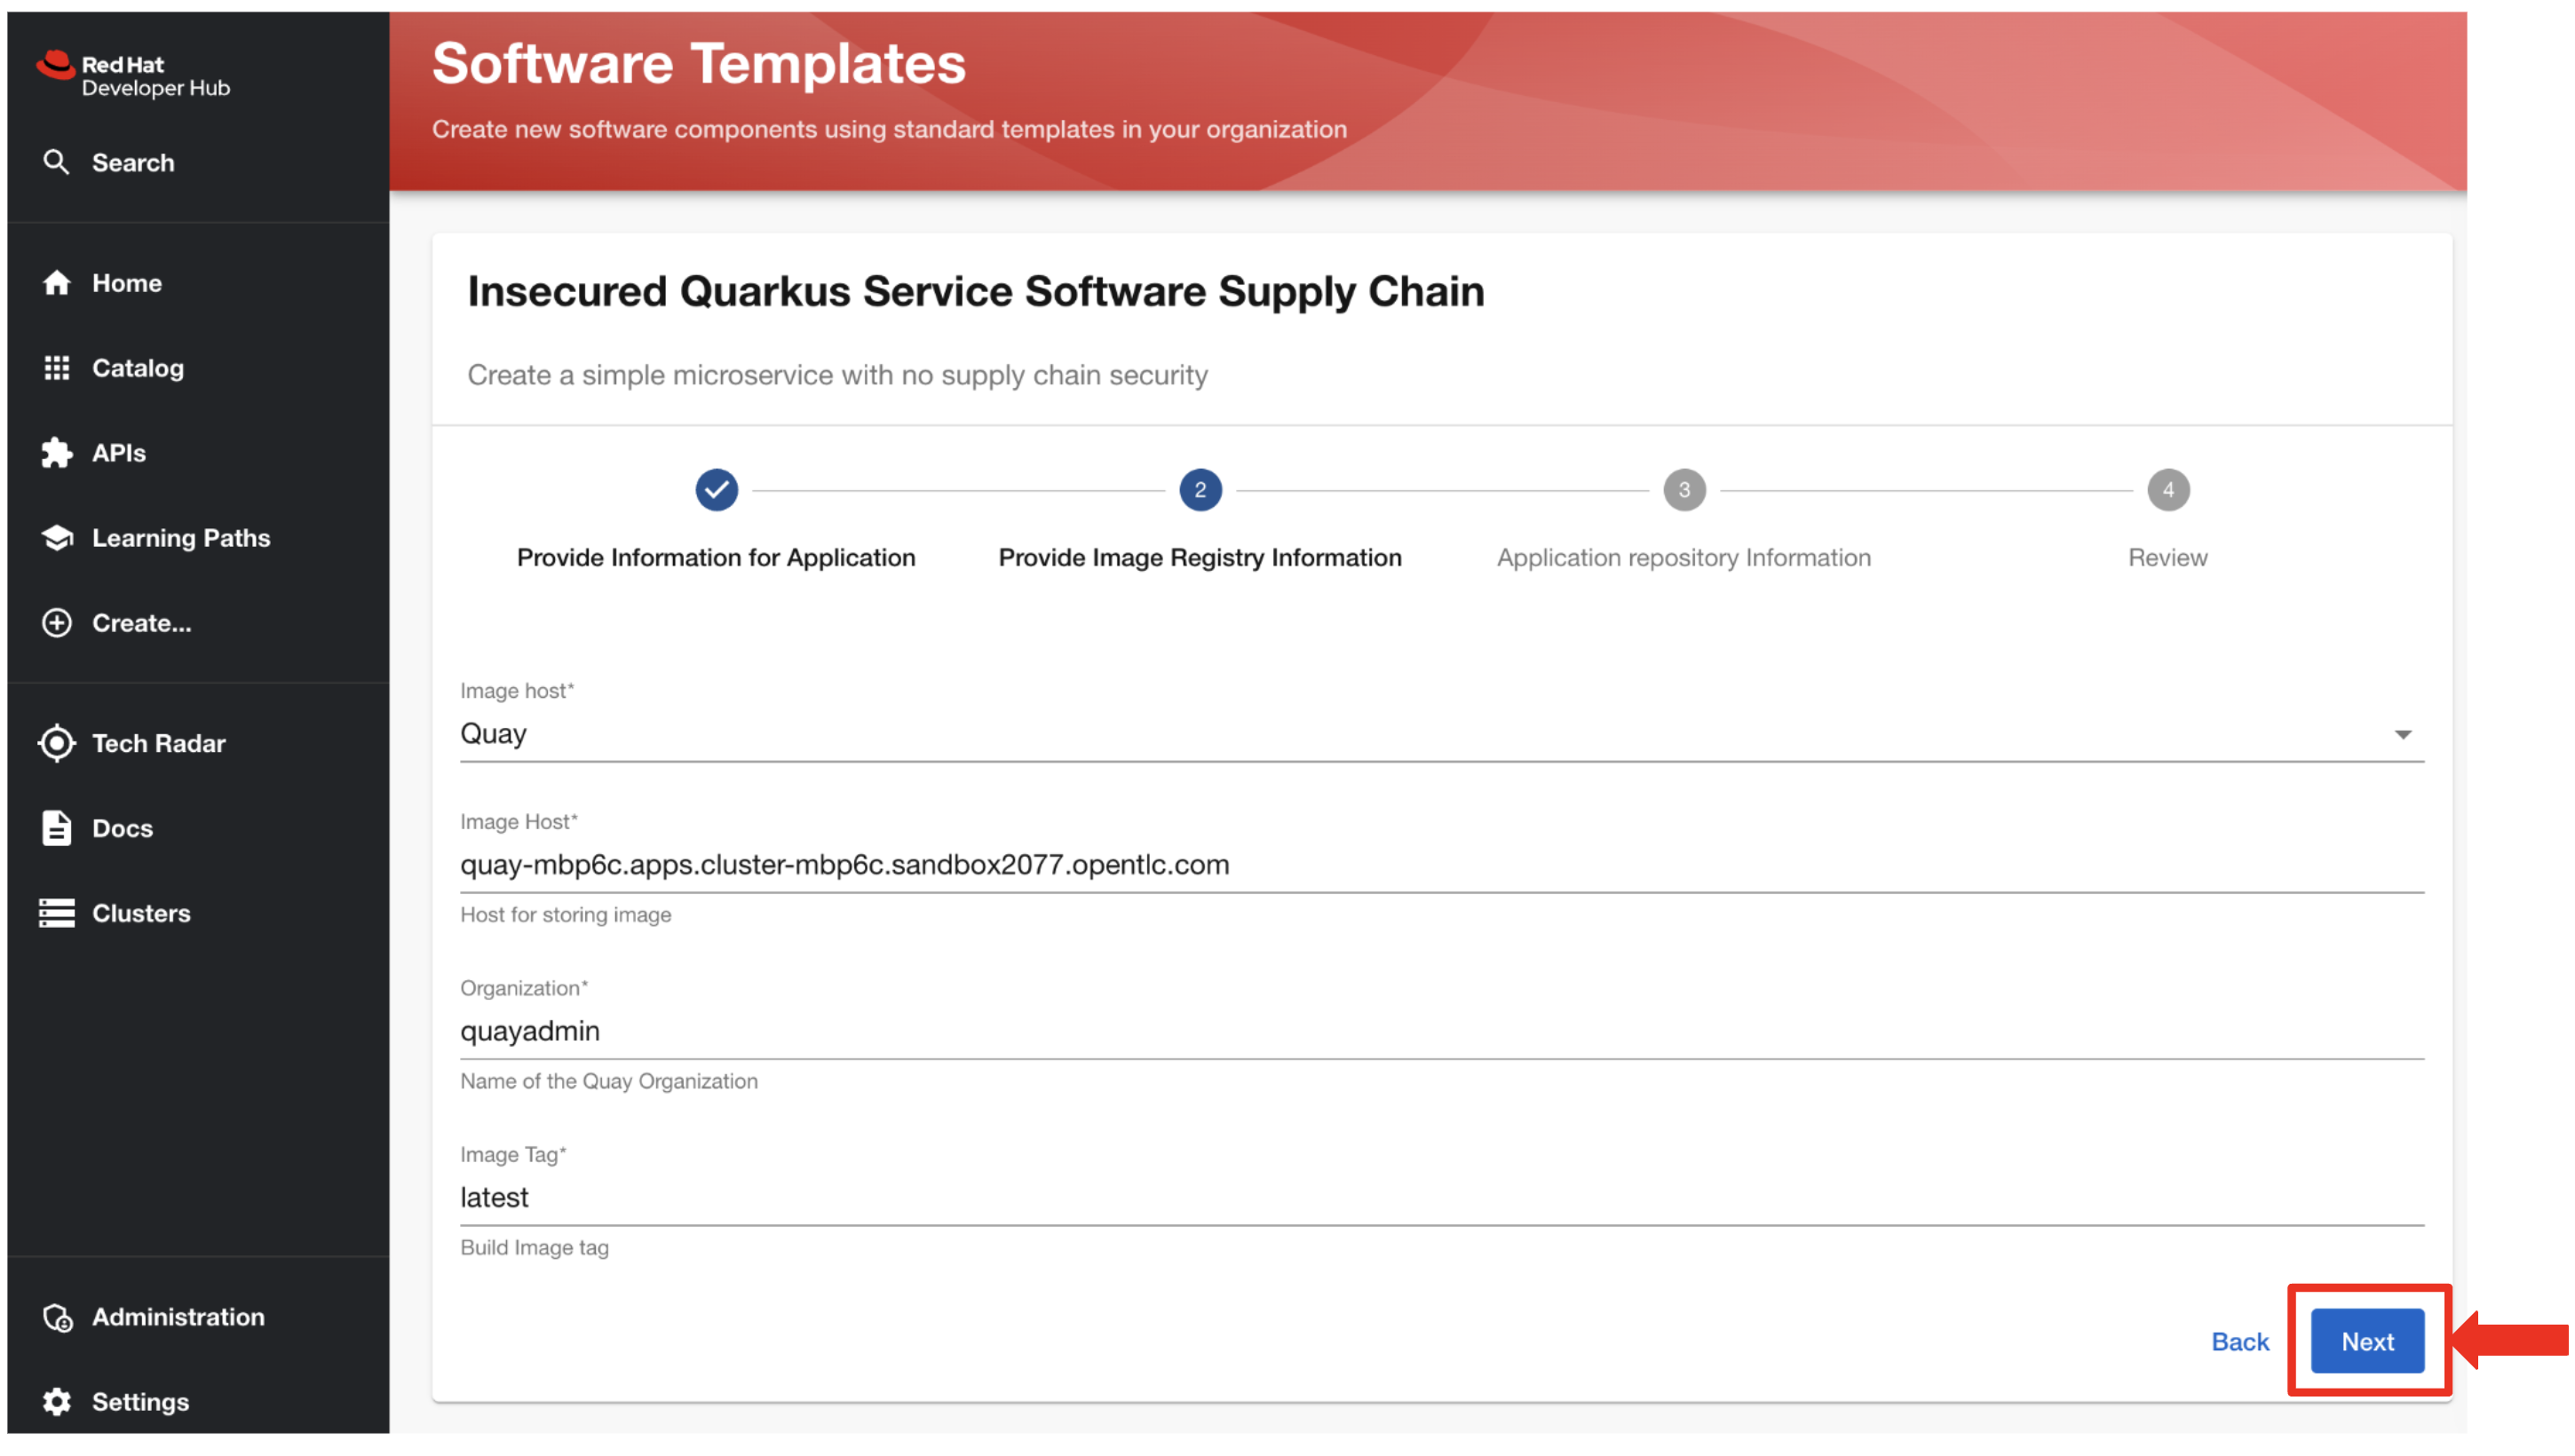 Red Hat
Developer Hub
Search
Home
Catalog
APIs
Learning Paths
Create...
Tech Radar
Docs
Clusters
Administration
Settings
Software Templates
Create new software components using standard templates in your organization
Insecured Quarkus Service Software Supply Chain
Create a simple microservice with no supply chain security
2
3
4
Provide Information for Application
Provide Image Registry Information
Application repository Information
Review
Image host*
Quay
Image Host*
quay-mbp6c.apps.cluster-mbp6c.sandbox2077.opentlc.com
Host for storing image
Organization*
quayadmin
Name of the Quay Organization
Image Tag*
latest
Build Image tag
Back
Next